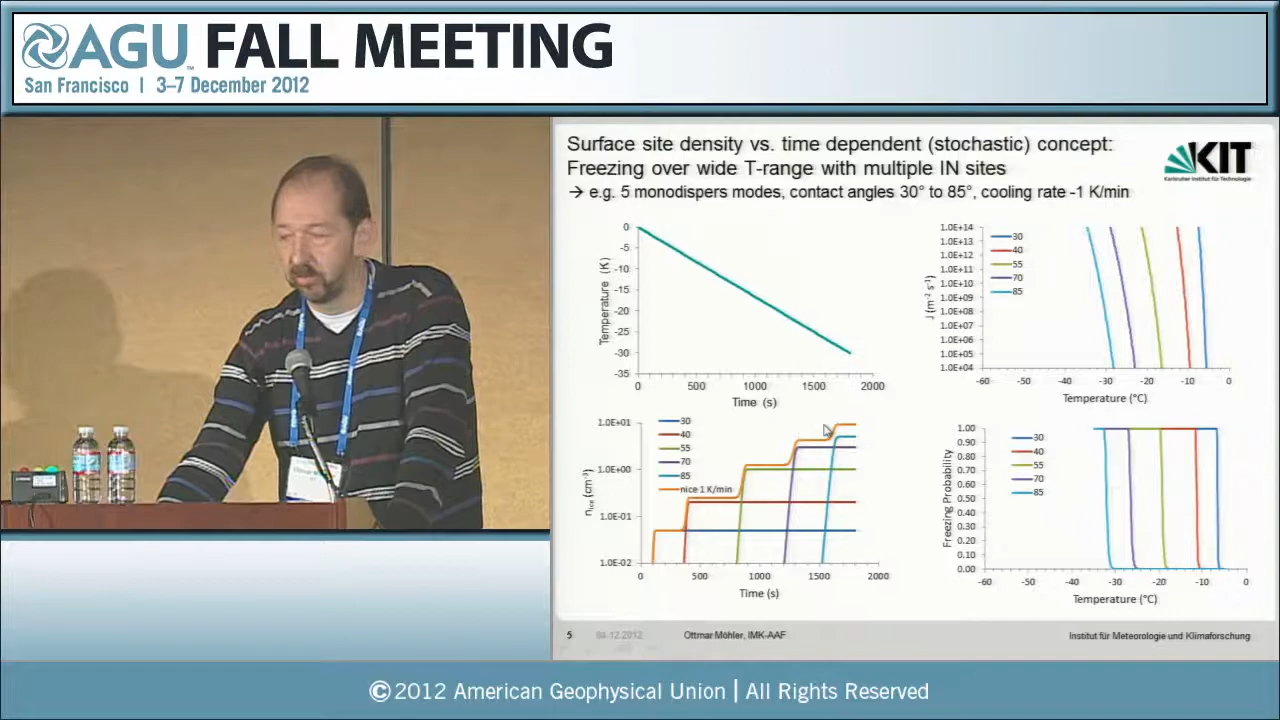 AGU FALL MEETING
San Francisco | 3–7 December 2012
Surface site density vs. time dependent (stochastic) concept:
Freezing over wide T-range with multiple IN sites
→ e.g. 5 monodispers modes, contact angles 30° to 85°, cooling rate -1 K/min
KIT
Karlsruher Institut für Technologie
Temperature (K)
0
-5
-10
-15
-20
-25
-30
-35
0 500 1000 1500 2000
Time (s)
J (m⁻² s⁻¹)
1.0E+14
1.0E+13
1.0E+12
1.0E+11
1.0E+10
1.0E+09
1.0E+08
1.0E+07
1.0E+06
1.0E+05
1.0E+04
30
40
55
70
85
-60 -50 -40 -30 -20 -10 0
Temperature (°C)
n_ice (cm⁻³)
1.0E+01
1.0E+00
1.0E-01
1.0E-02
30
40
55
70
85
nice 1 K/min
0 500 1000 1500 2000
Time (s)
Freezing Probability
1.00
0.90
0.80
0.70
0.60
0.50
0.40
0.30
0.20
0.10
0.00
30
40
55
70
85
-60 -50 -40 -30 -20 -10 0
Temperature (°C)
5 04.12.2012 Ottmar Möhler, IMK-AAF Institut für Meteorologie und Klimaforschung
© 2012 American Geophysical Union | All Rights Reserved